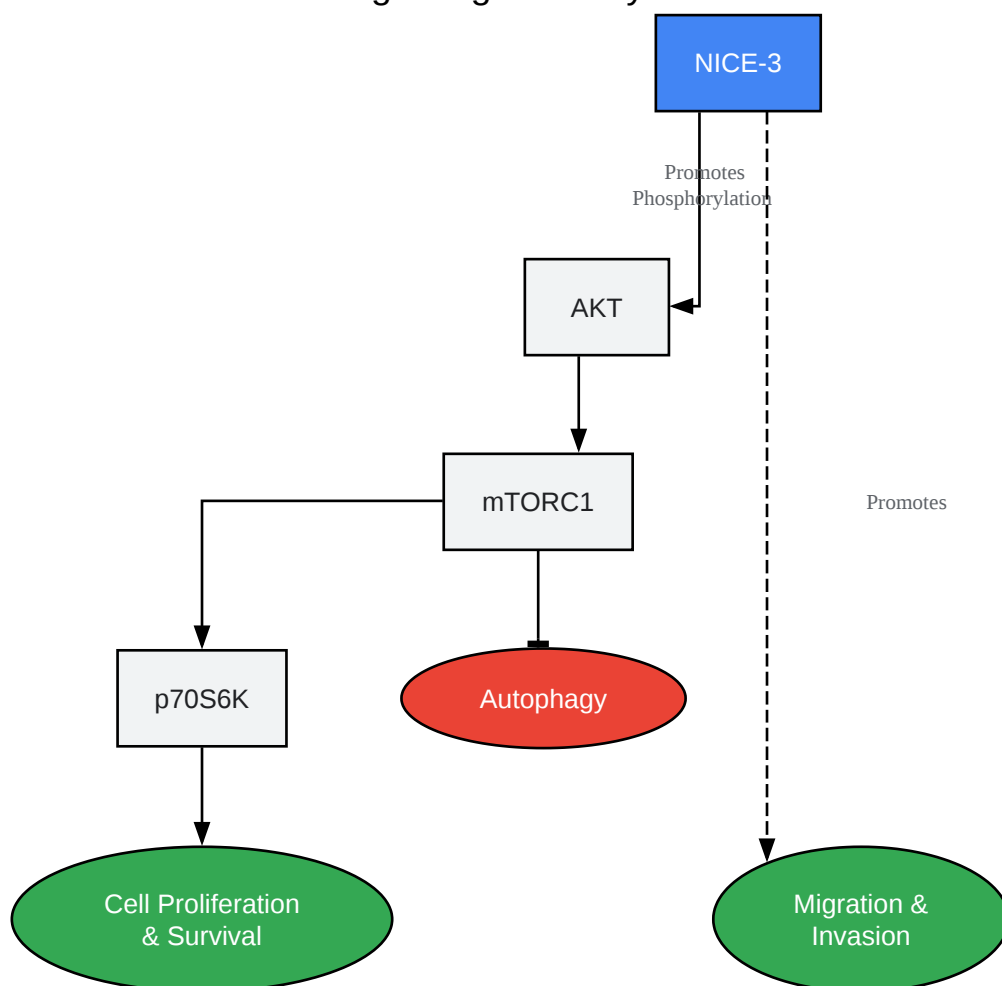 NICE-3
Promotes
Phosphorylation
AKT
mTORC1
Promotes
p70S6K
Autophagy
Cell Proliferation
& Survival
Migration &
Invasion